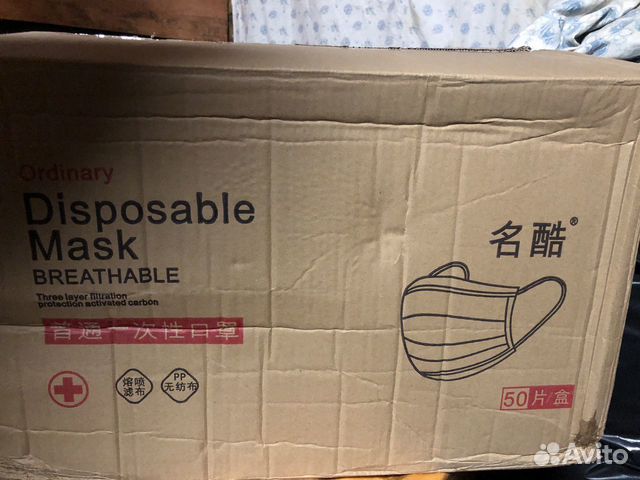 Ordinary
Disposable
Mask
BREATHABLE
Three layer filtration
protection activated carbon
普通一次性口罩
熔喷
滤布
PP
无纺布
名酷®
50片/盒
Avito